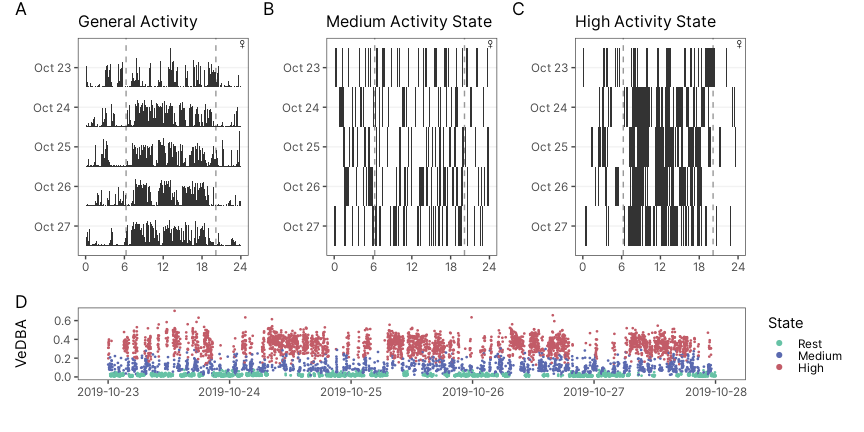 A
General Activity
♀
Oct 23
Oct 24
Oct 25
Oct 26
Oct 27
0 6 12 18 24
B
Medium Activity State
♀
Oct 23
Oct 24
Oct 25
Oct 26
Oct 27
0 6 12 18 24
C
High Activity State
♀
Oct 23
Oct 24
Oct 25
Oct 26
Oct 27
0 6 12 18 24
D
VeDBA
0.6
0.4
0.2
0.0
2019-10-23 2019-10-24 2019-10-25 2019-10-26 2019-10-27 2019-10-28
State
Rest
Medium
High